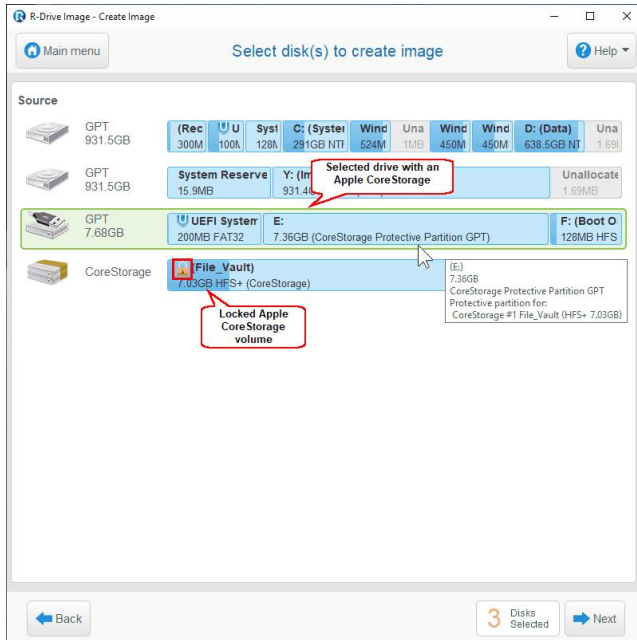 R-Drive Image - Create Image
Main menu
Select disk(s) to create image
Help
Source
GPT
931.5GB
(Rec
300M
U
100M
Syst
128M
C: (System
291GB NTF
Wind
524M
Una
1MB
Wind
450M
Wind
450M
D: (Data)
638.5GB NT
Una
1.69M
GPT
931.5GB
System Reserve
15.9MB
Y: (Im
931.4G
Selected drive with an
Apple CoreStorage
Unallocate
1.69MB
GPT
7.68GB
UEFI System
200MB FAT32
E:
7.36GB (CoreStorage Protective Partition GPT)
F: (Boot O
128MB HFS
CoreStorage
(File_Vault)
7.03GB HFS+ (CoreStorage)
(E:)
7.36GB
CoreStorage Protective Partition GPT
Protective partition for:
CoreStorage #1 File_Vault (HFS+ 7.03GB)
Locked Apple
CoreStorage
volume
Back
3 Disks
Selected
Next